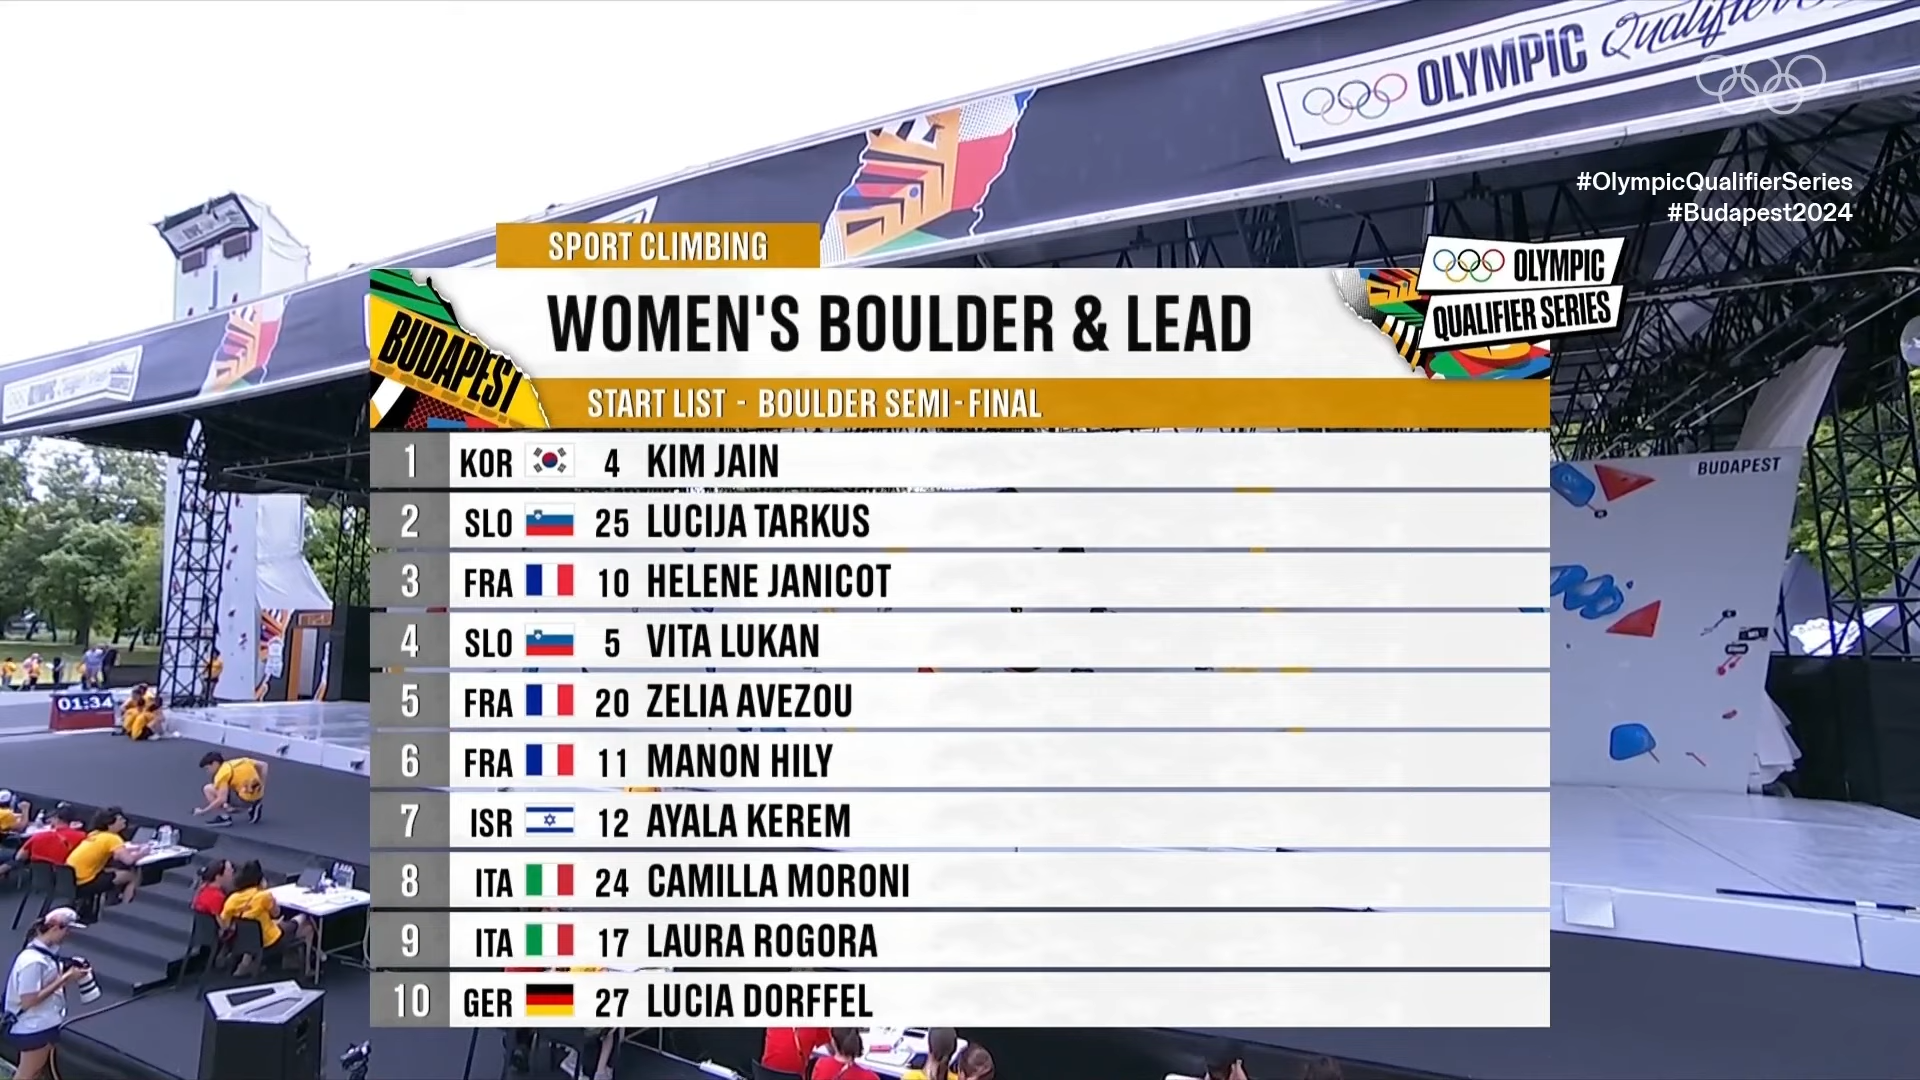 OLYMPIC Qualifier
#OlympicQualifierSeries
#Budapest2024
SPORT CLIMBING
WOMEN'S BOULDER & LEAD
OLYMPIC
QUALIFIER SERIES
BUDAPEST
START LIST - BOULDER SEMI-FINAL
1 KOR 4 KIM JAIN
2 SLO 25 LUCIJA TARKUS
3 FRA 10 HELENE JANICOT
4 SLO 5 VITA LUKAN
5 FRA 20 ZELIA AVEZOU
6 FRA 11 MANON HILY
7 ISR 12 AYALA KEREM
8 ITA 24 CAMILLA MORONI
9 ITA 17 LAURA ROGORA
10 GER 27 LUCIA DORFFEL
BUDAPEST
01:34